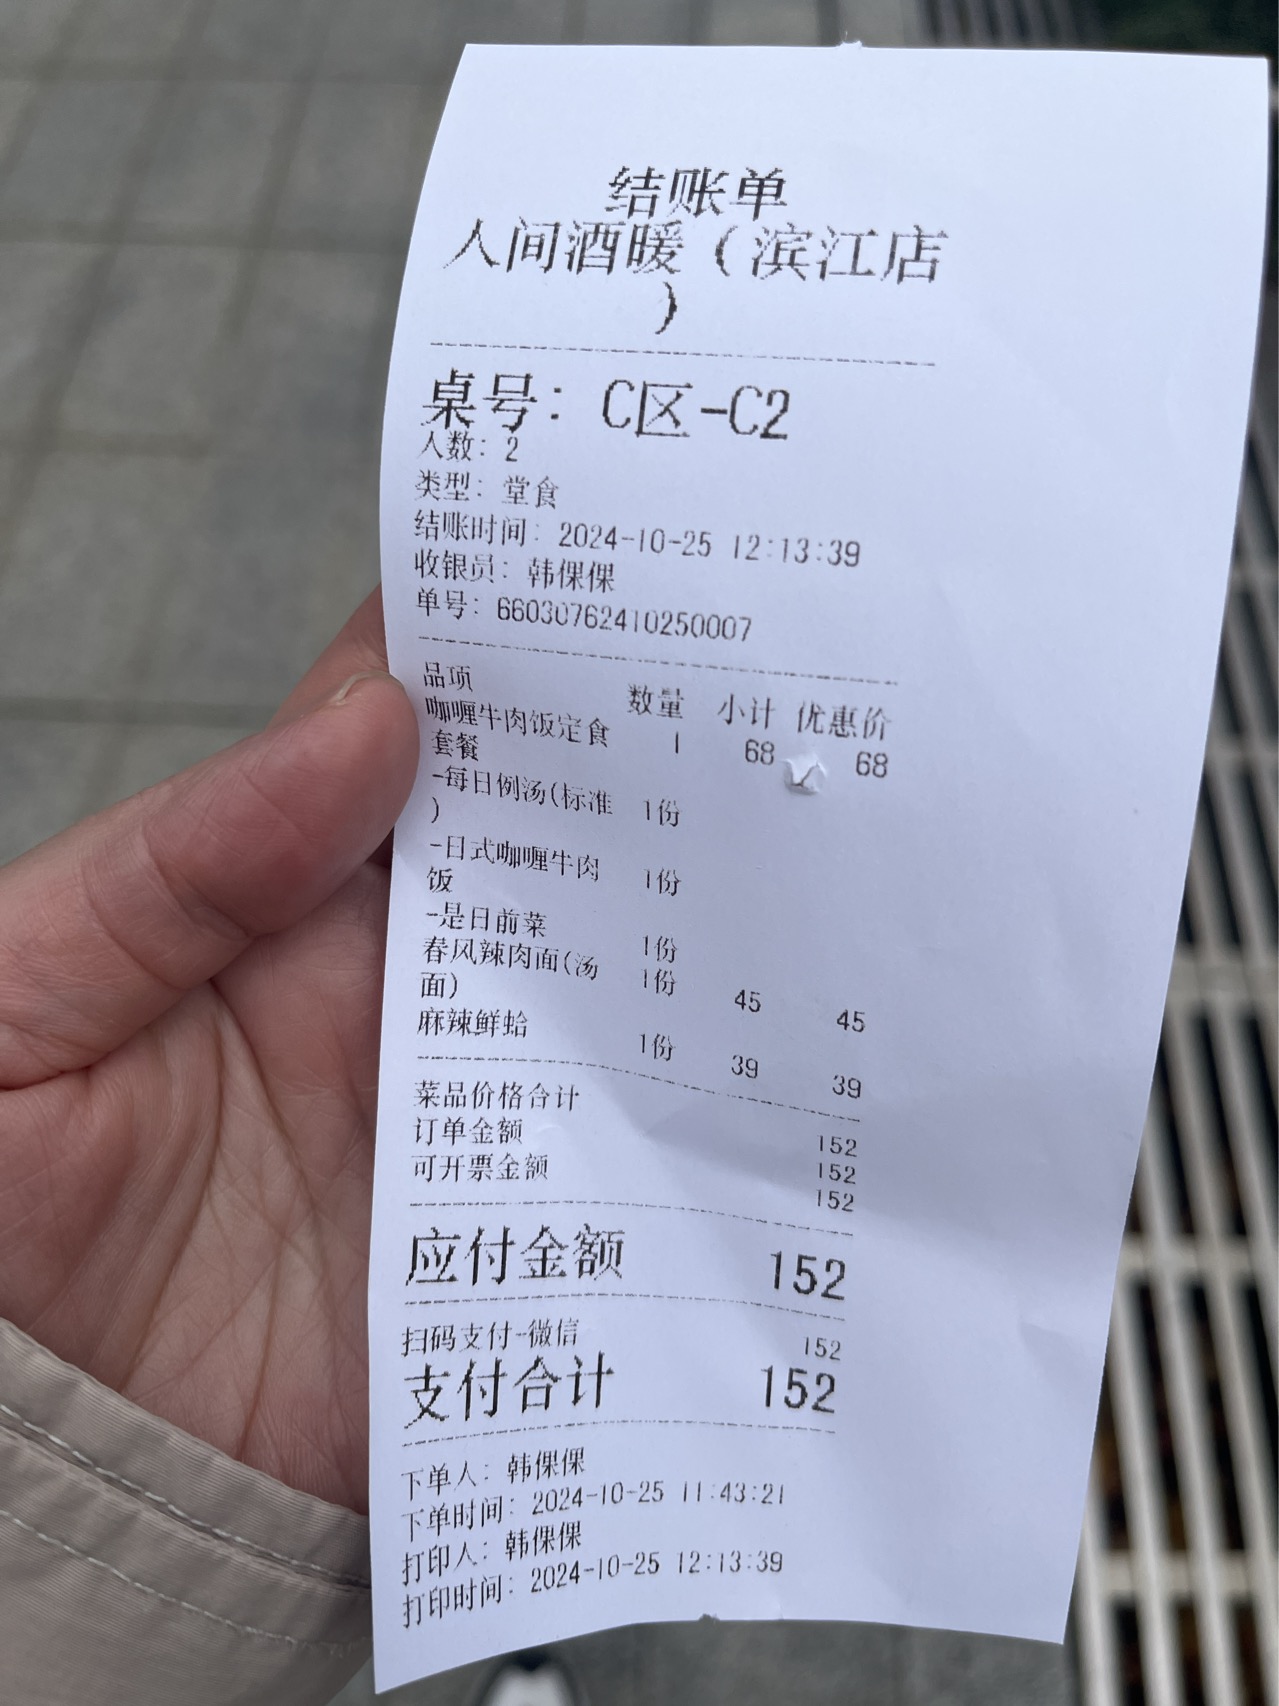 结账单
人间酒暖（滨江店
）
桌号：C区-C2
人数：2
类型：堂食
结账时间：2024-10-25 12:13:39
收银员：韩倮倮
单号：66030762410250007
品项 数量 小计 优惠价
咖喱牛肉饭定食 1 68 68
套餐
-每日例汤(标准 1份
)
-日式咖喱牛肉 1份
饭
-是日前菜 1份
春风辣肉面(汤 1份 45 45
面)
麻辣鲜蛤 1份 39 39
菜品价格合计 152
订单金额 152
可开票金额 152
应付金额 152
扫码支付-微信 152
支付合计 152
下单人：韩倮倮
下单时间：2024-10-25 11:43:21
打印人：韩倮倮
打印时间：2024-10-25 12:13:39